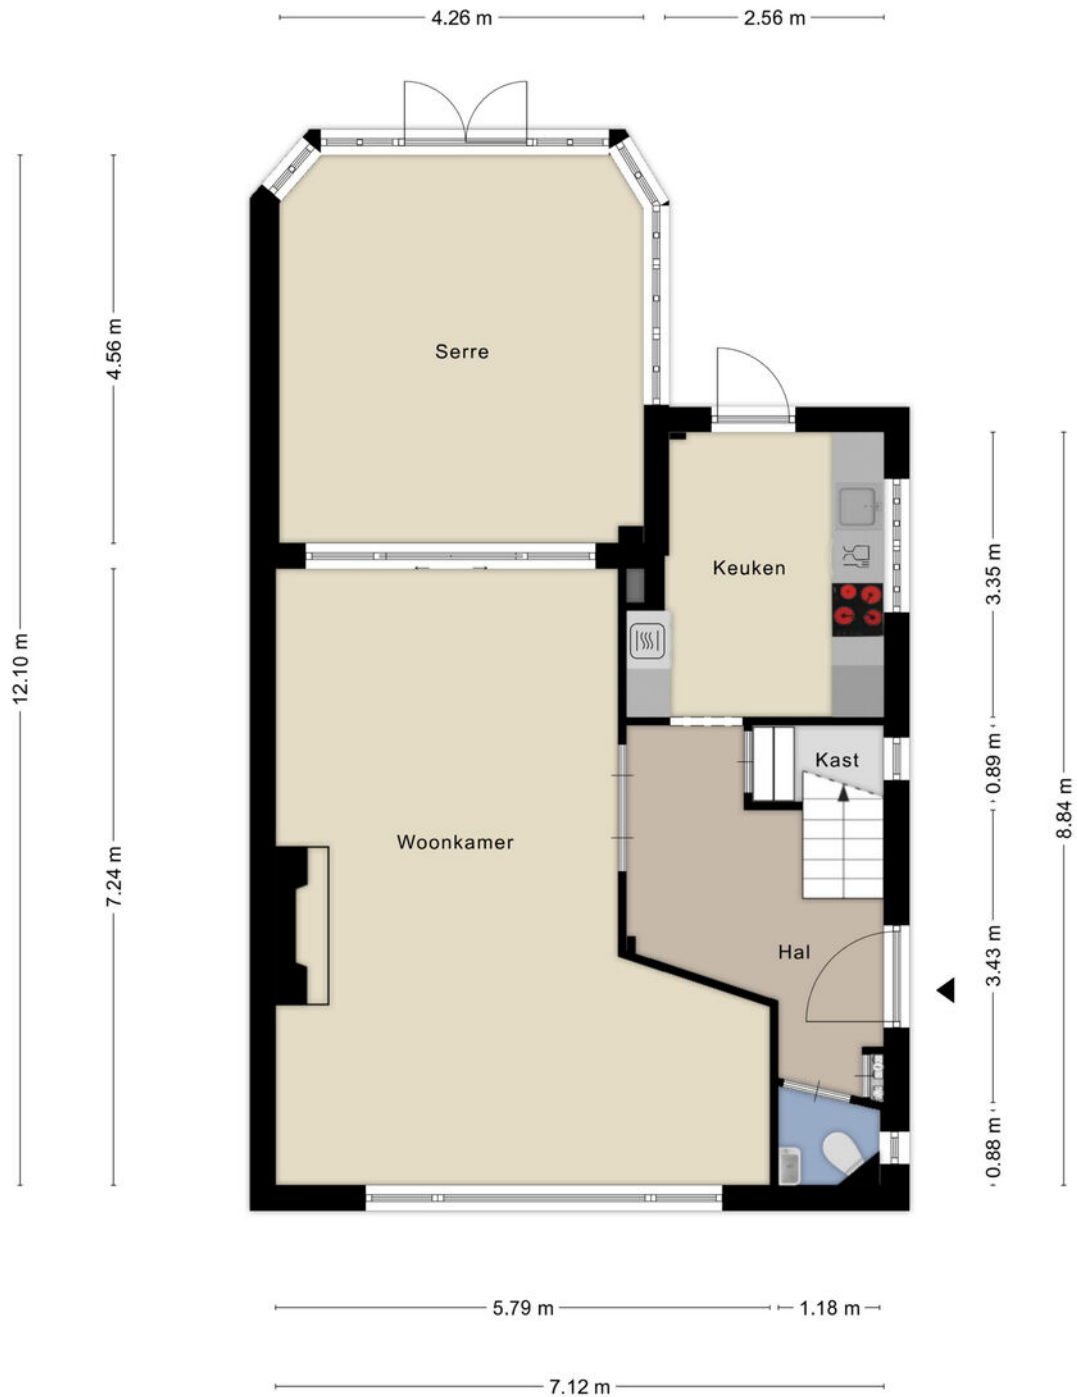 4.26 m
2.56 m
4.56 m
Serre
Keuken
3.35 m
12.10 m
Kast
0.89 m
8.84 m
Woonkamer
7.24 m
Hal
3.43 m
0.88 m
5.79 m
1.18 m
7.12 m